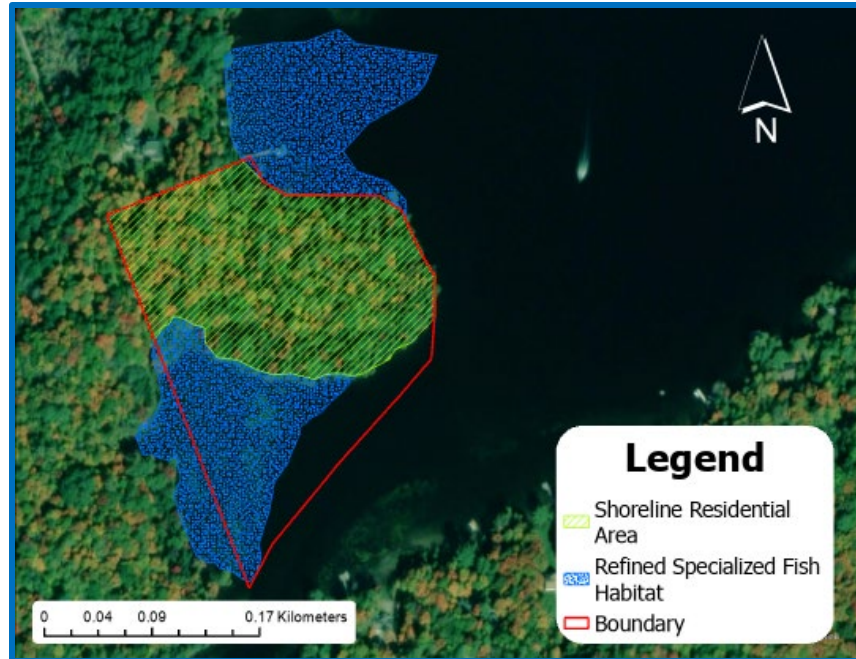 N
Legend
Shoreline Residential
Area
Refined Specialized Fish
Habitat
Boundary
0 0.04 0.09 0.17 Kilometers